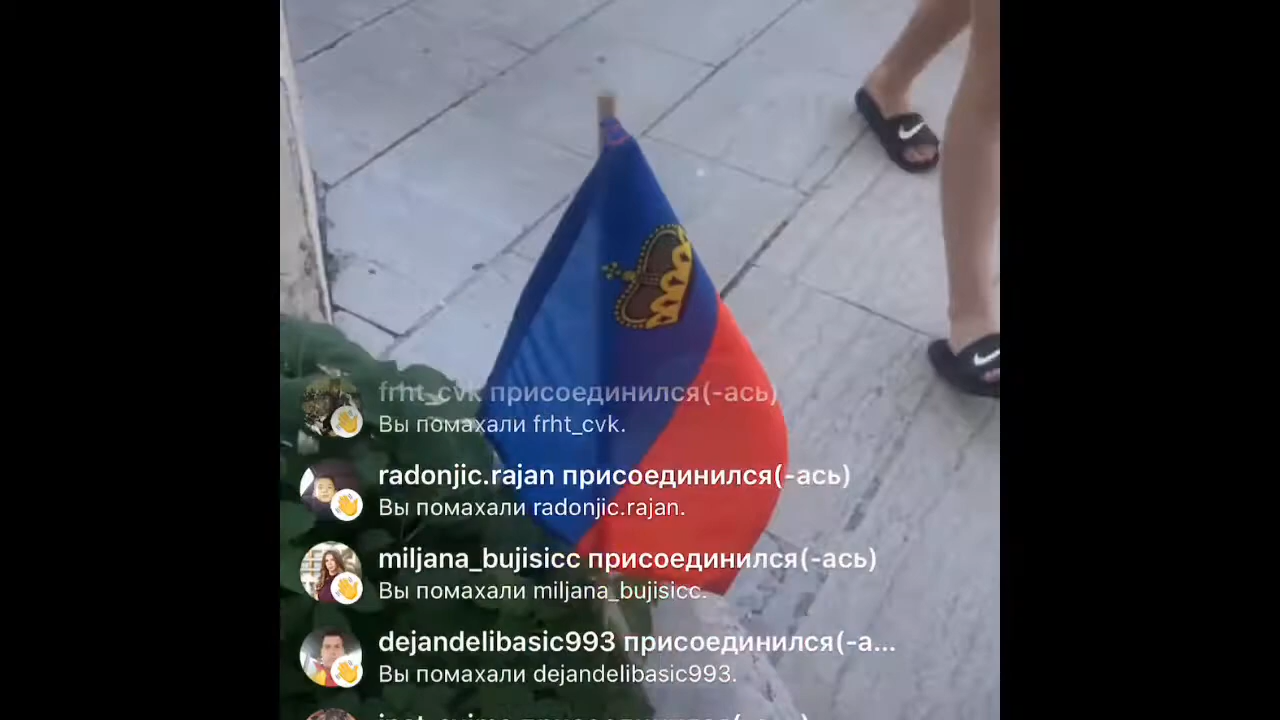 frht_cvk присоединился(-ась)
Вы помахали frht_cvk.
radonjic.rajan присоединился(-ась)
Вы помахали radonjic.rajan.
miljana_bujisicc присоединился(-ась)
Вы помахали miljana_bujisicc.
dejandelibasic993 присоединился(-а...
Вы помахали dejandelibasic993.